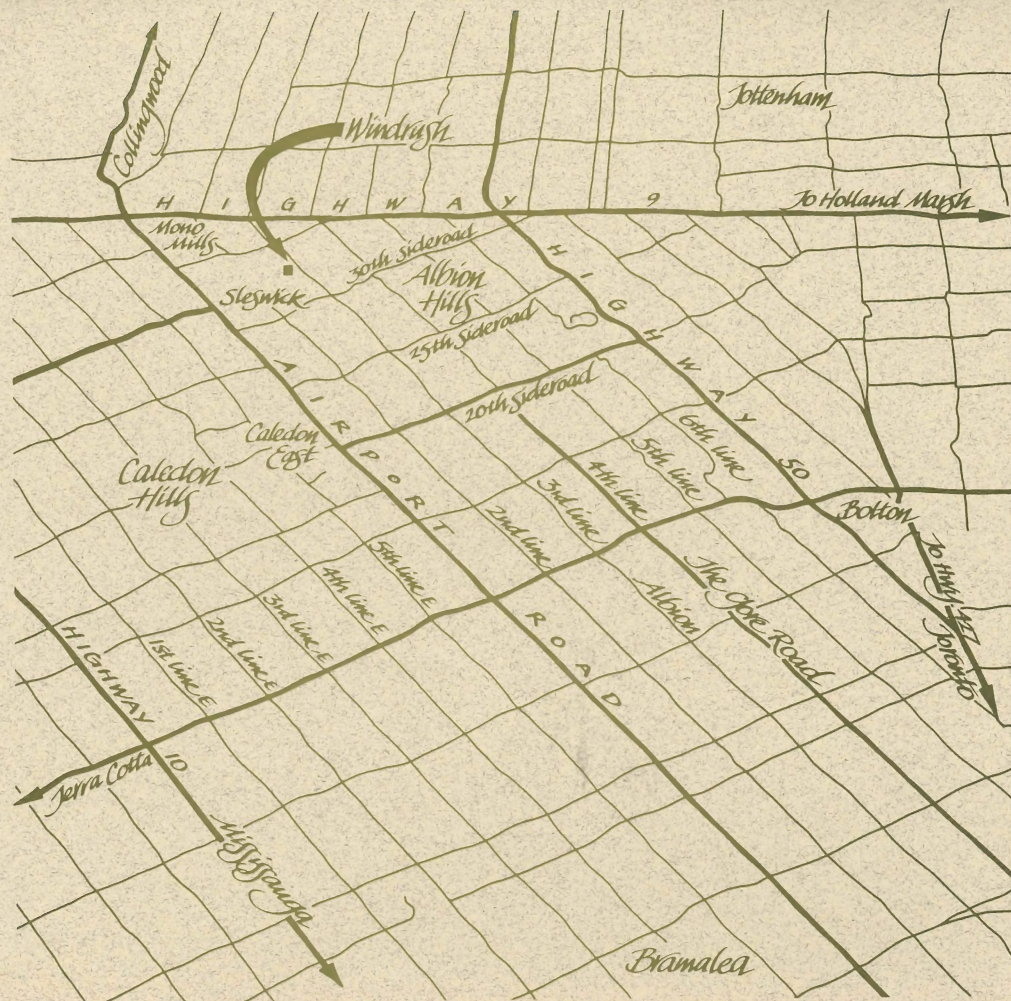 Collingwood
Windrush
Tottenham
HIGHWAY 9
To Holland Marsh
Mono
Mills
30th Sideroad
Albion
Hills
Sleswick
25th Sideroad
HIGHWAY 50
20th Sideroad
AIRPORT ROAD
Caledon
East
Caledon
Hills
6th line
5th line
4th line
3rd line
2nd line
Bolton
To Hwy 427
Toronto
5th line E
4th line E
3rd line E
2nd line E
1st line E
The Gore Road
Albion
HIGHWAY 10
Terra Cotta
Mississauga
Bramalea